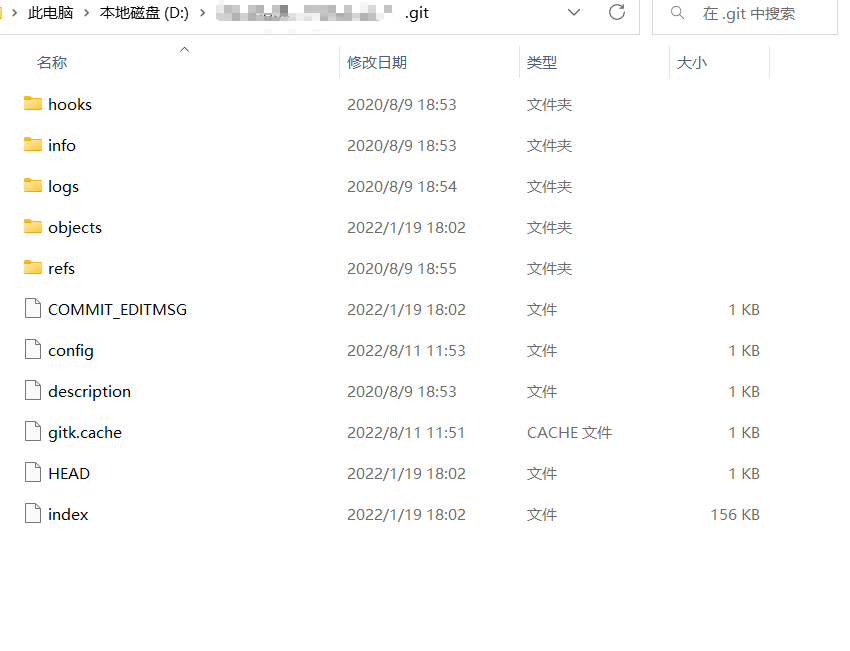 此电脑 本地磁盘 (D:) .git 在 .git 中搜索
名称 修改日期 类型 大小
hooks 2020/8/9 18:53 文件夹
info 2020/8/9 18:53 文件夹
logs 2020/8/9 18:54 文件夹
objects 2022/1/19 18:02 文件夹
refs 2020/8/9 18:55 文件夹
COMMIT_EDITMSG 2022/1/19 18:02 文件 1 KB
config 2022/8/11 11:53 文件 1 KB
description 2020/8/9 18:53 文件 1 KB
gitk.cache 2022/8/11 11:51 CACHE 文件 1 KB
HEAD 2022/1/19 18:02 文件 1 KB
index 2022/1/19 18:02 文件 156 KB